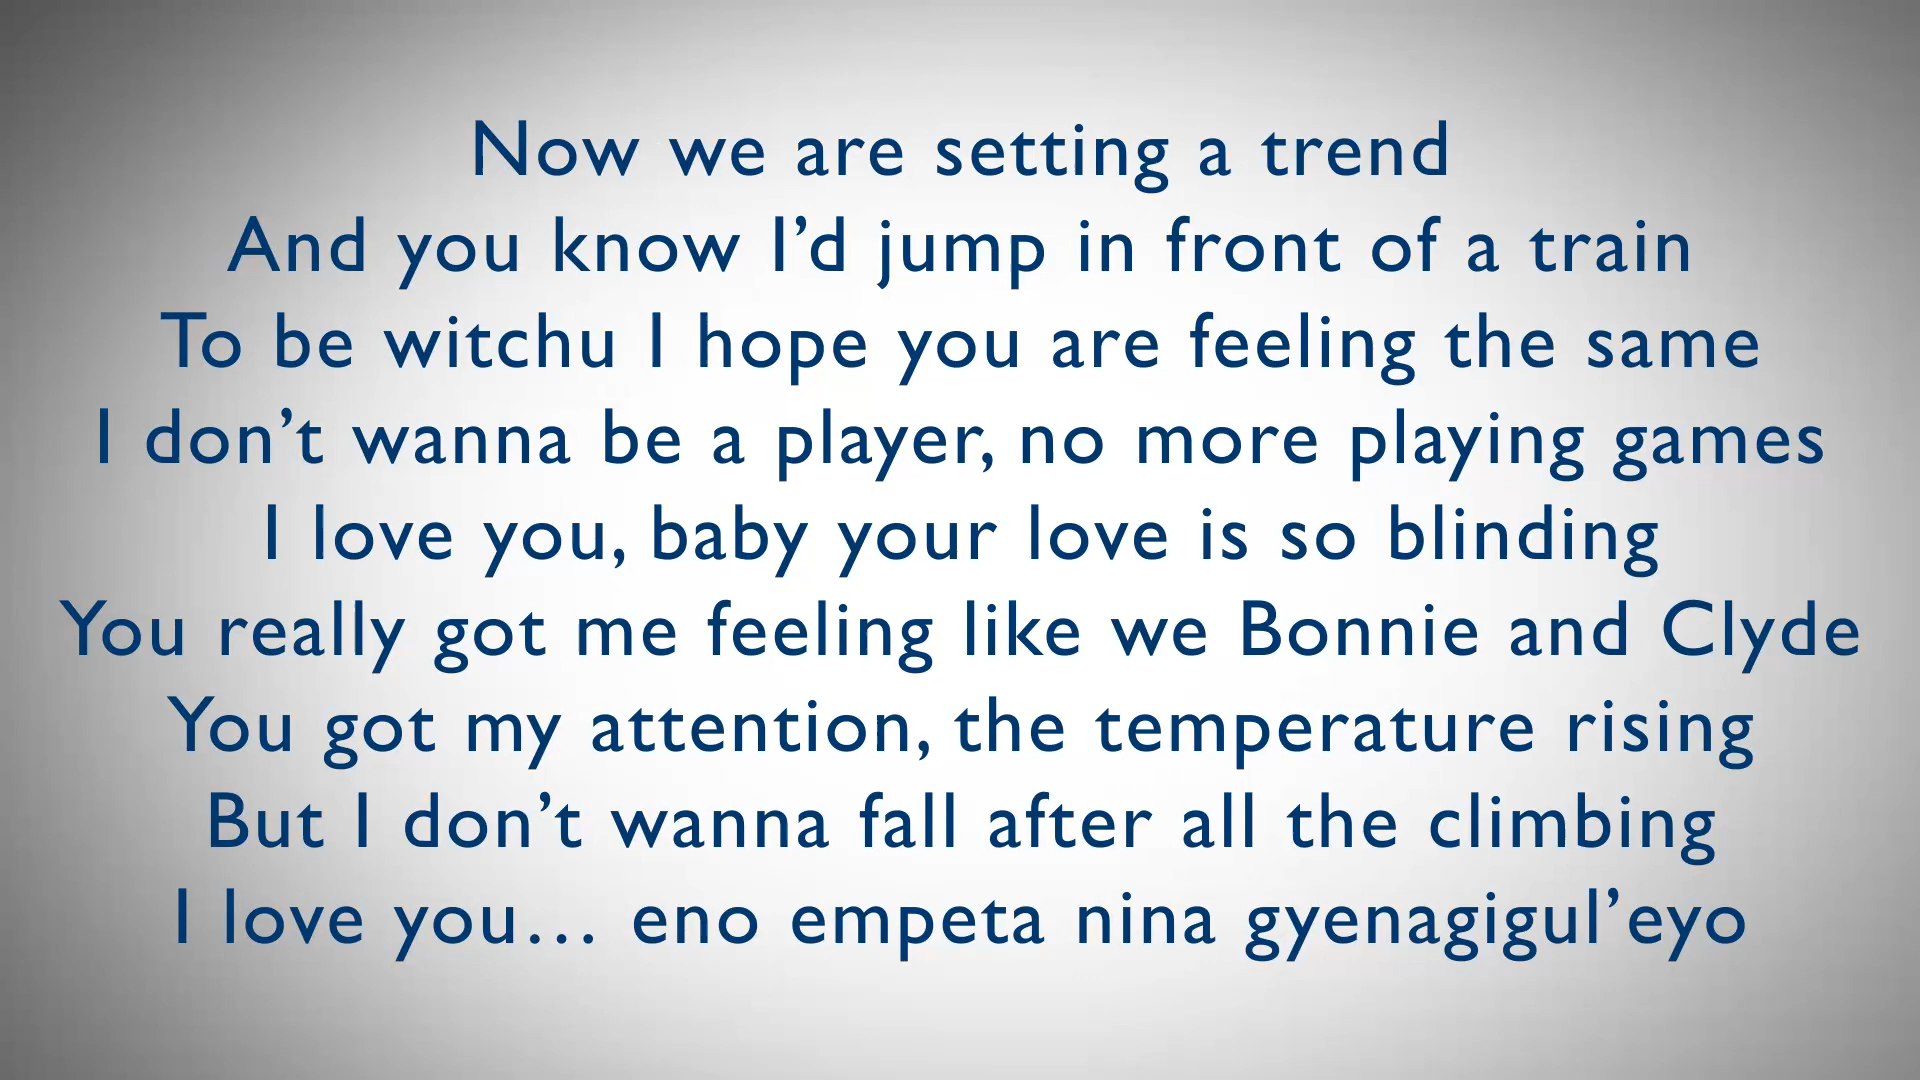 Now we are setting a trend
And you know I’d jump in front of a train
To be witchu I hope you are feeling the same
I don’t wanna be a player, no more playing games
I love you, baby your love is so blinding
You really got me feeling like we Bonnie and Clyde
You got my attention, the temperature rising
But I don’t wanna fall after all the climbing
I love you… eno empeta nina gyenagigul’eyo